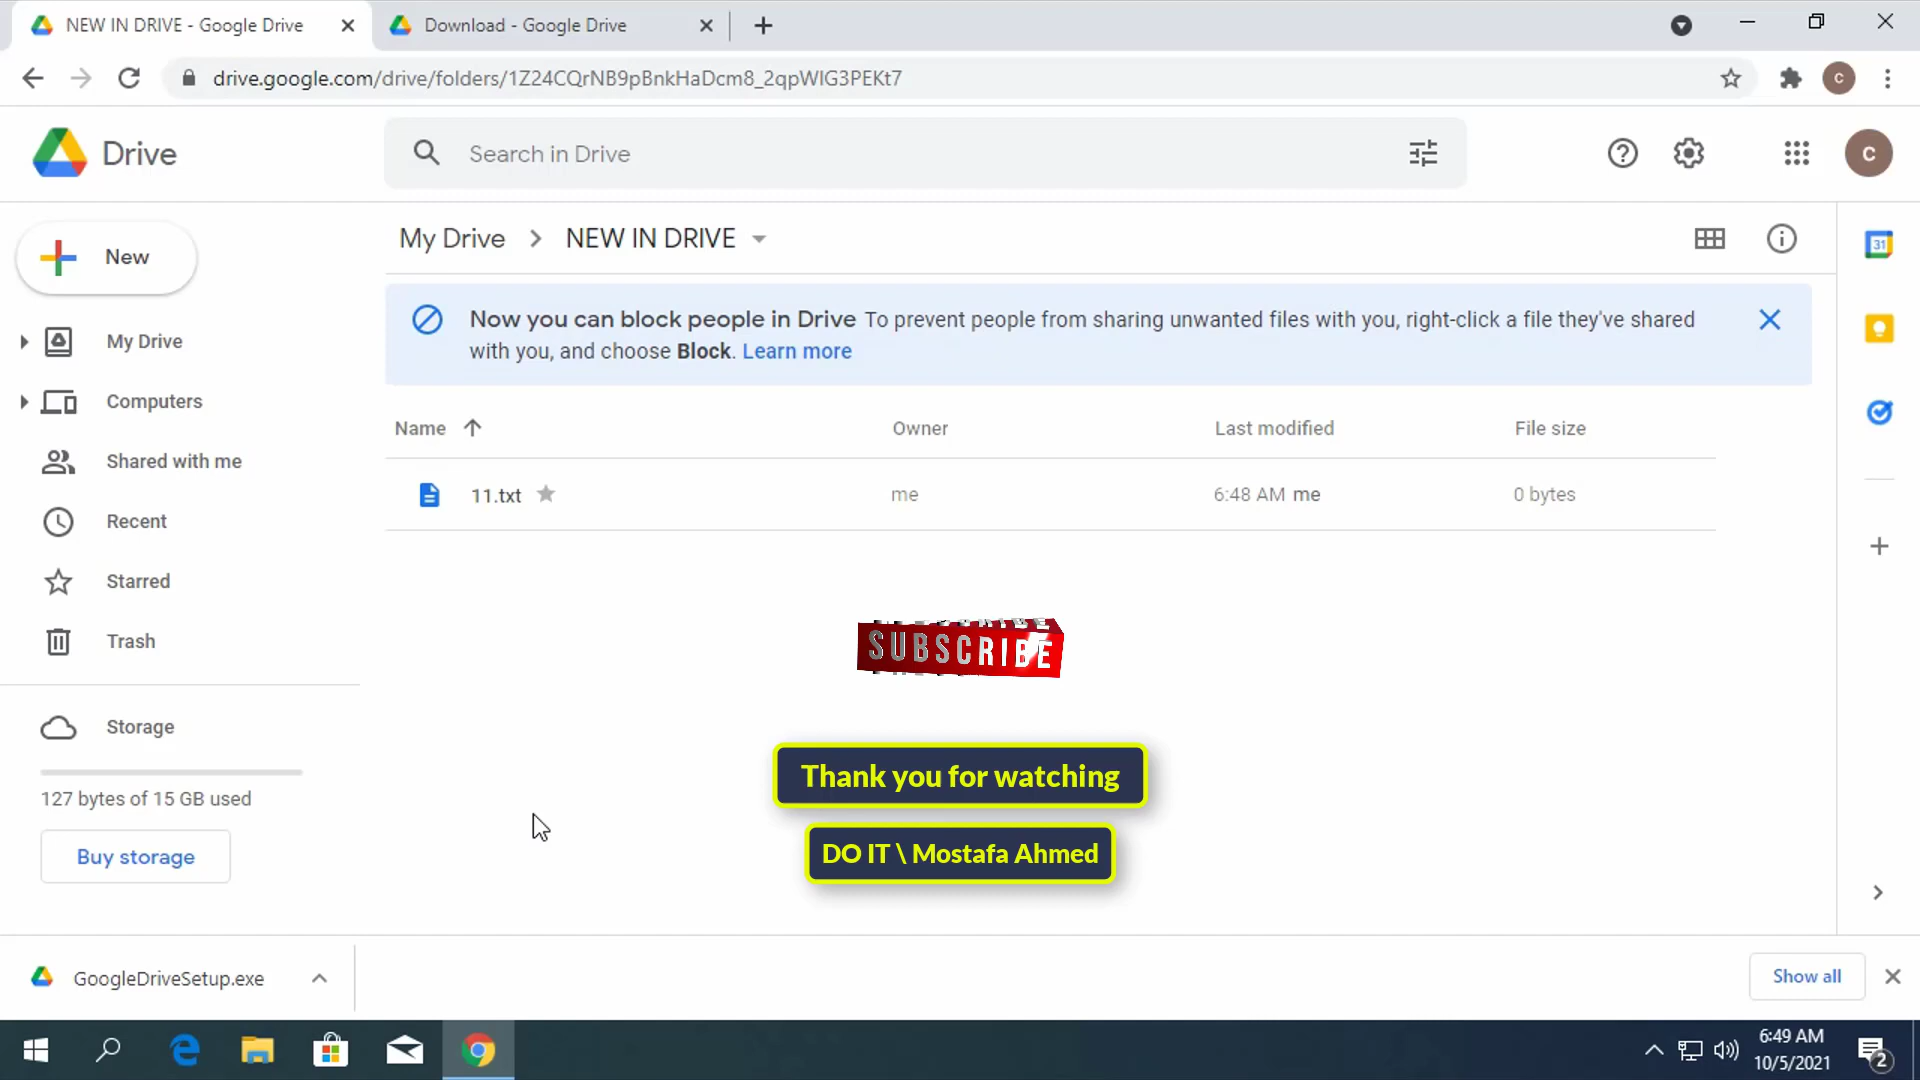 NEW IN DRIVE - Google Drive
Download - Google Drive
drive.google.com/drive/folders/1Z24CQrNB9pBnkHaDcm8_2qpWIG3PEKt7
C
Drive
Search in Drive
C
New
My Drive
Computers
Shared with me
Recent
Starred
Trash
Storage
127 bytes of 15 GB used
Buy storage
My Drive > NEW IN DRIVE
Now you can block people in Drive To prevent people from sharing unwanted files with you, right-click a file they've shared
with you, and choose Block. Learn more
Name Owner Last modified File size
11.txt me 6:48 AM me 0 bytes
SUBSCRIBE
Thank you for watching
DO IT \ Mostafa Ahmed
31
GoogleDriveSetup.exe
Show all
6:49 AM
10/5/2021
2